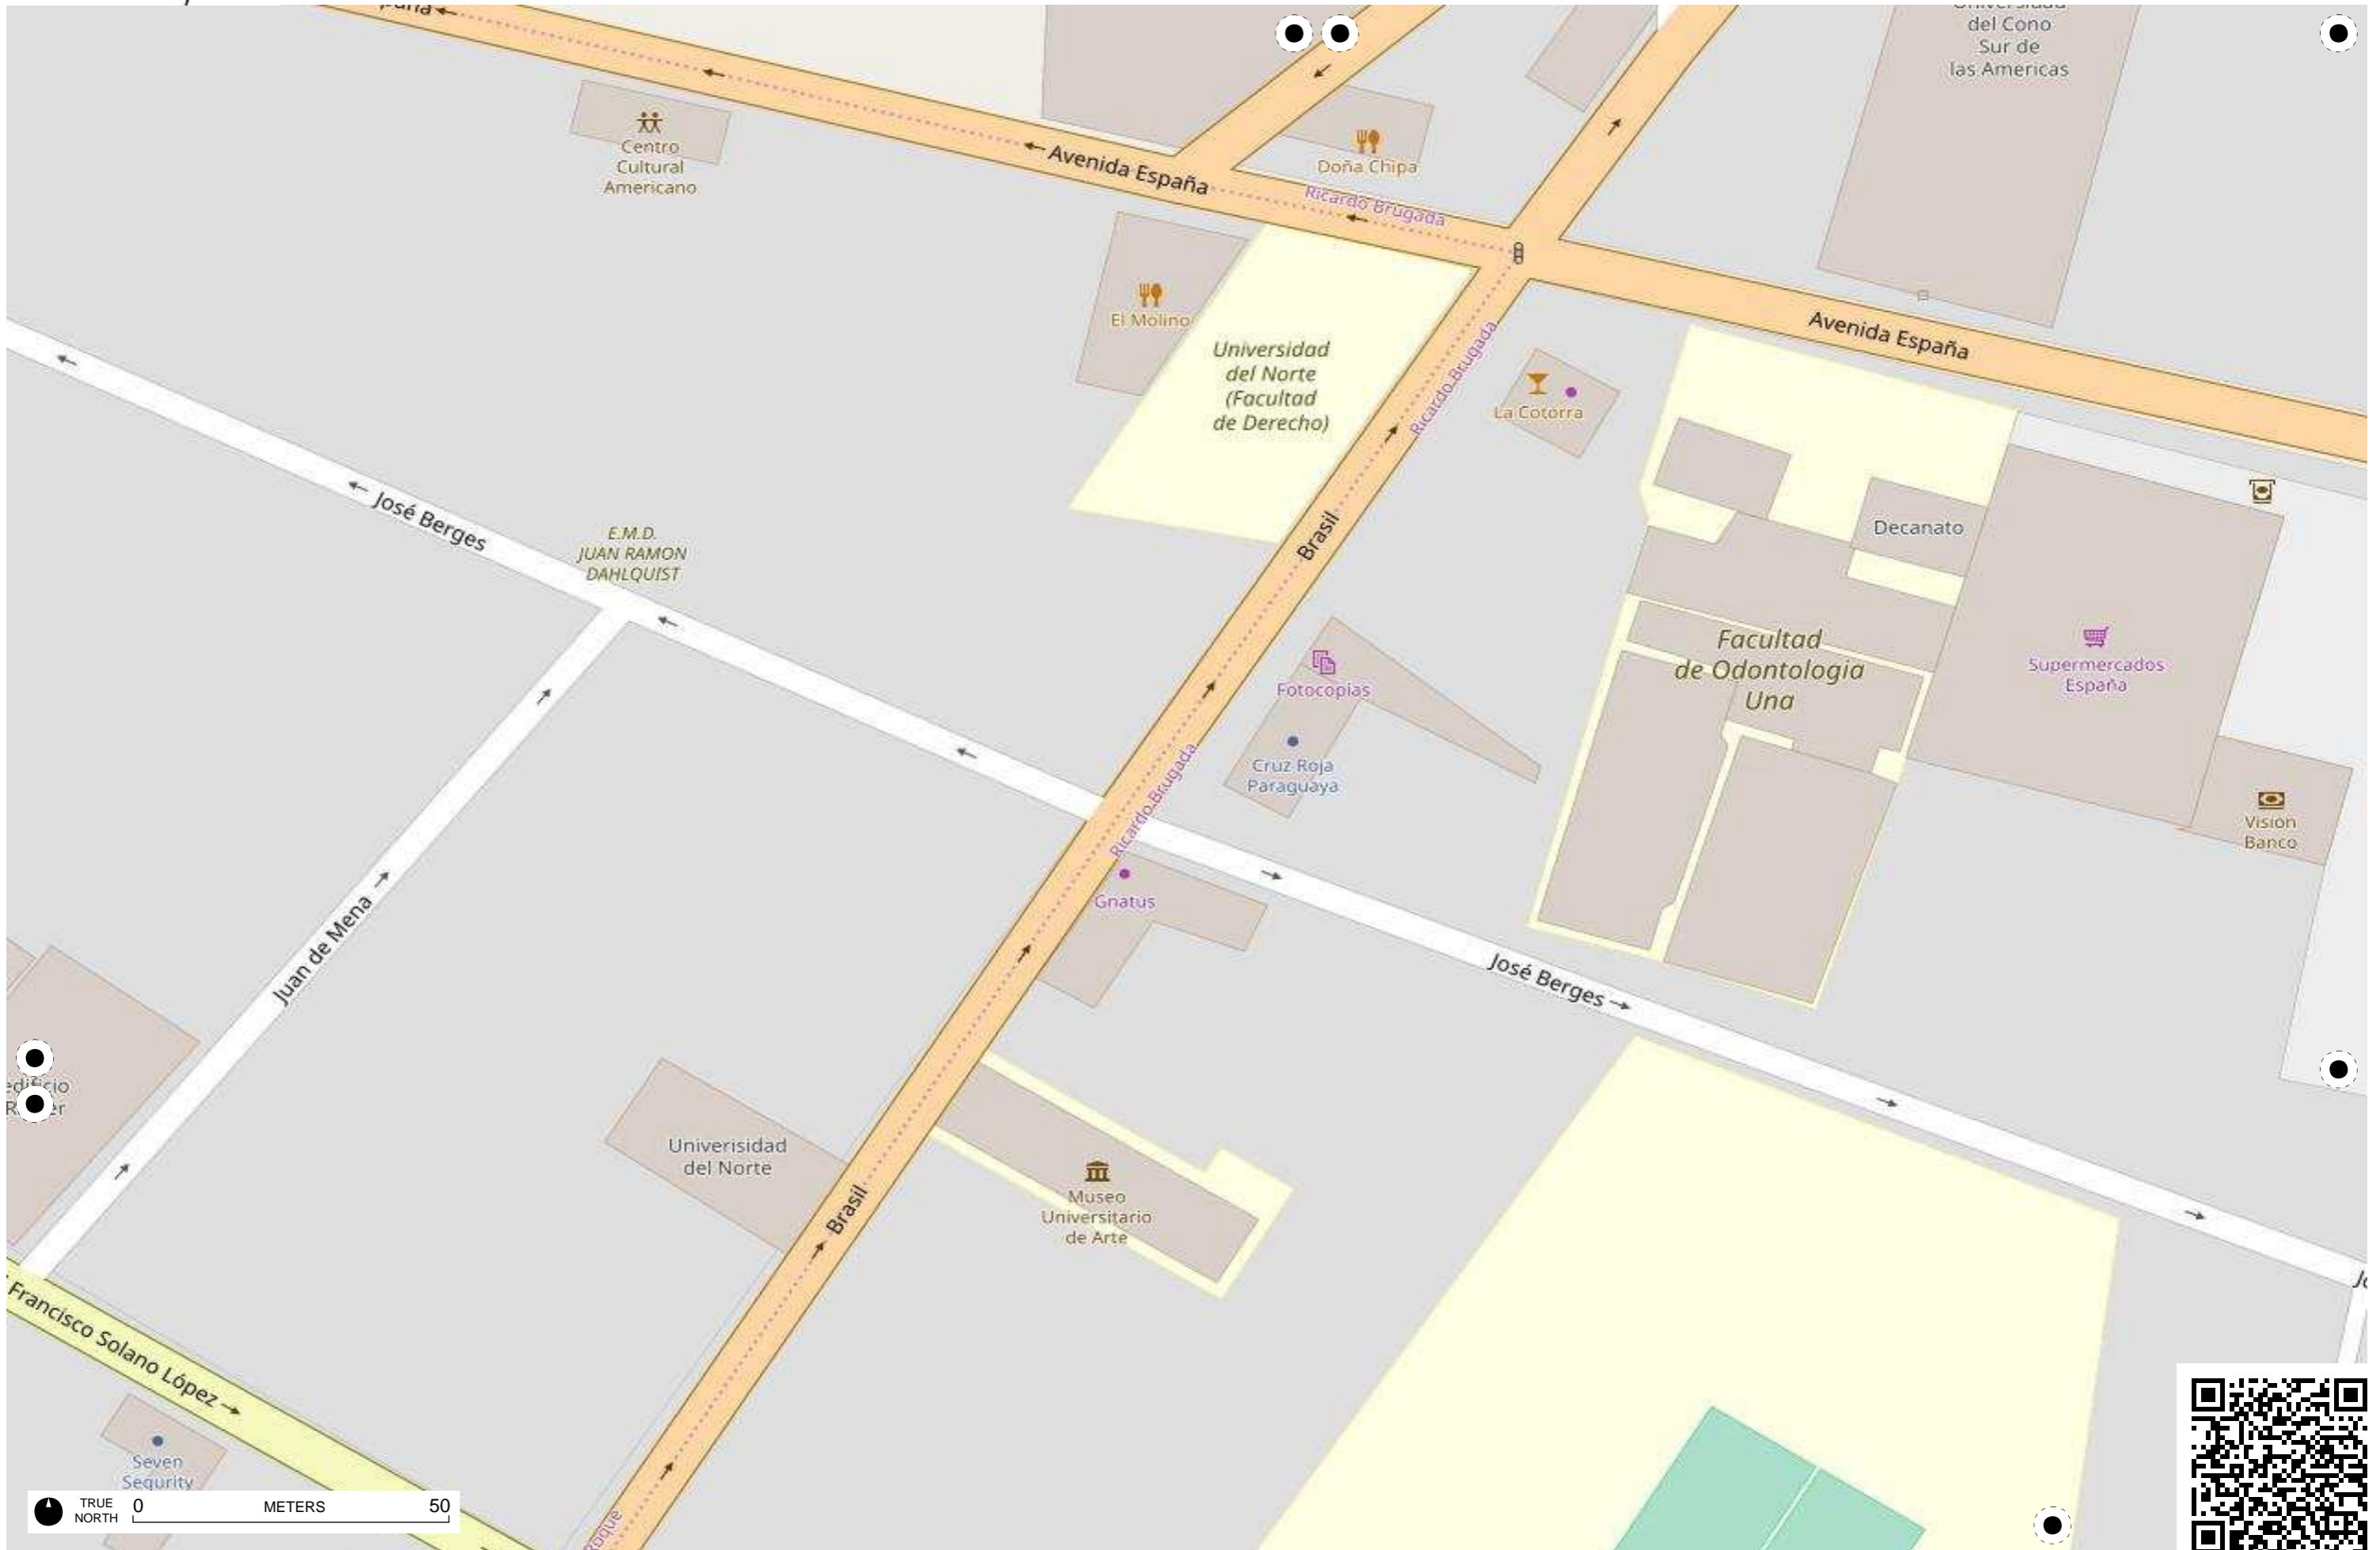 del Cono
Sur de
las Americas
Centro
Cultural
Americano
Avenida España
Doña Chipa
Ricardo Brugada
El Molino
Universidad
del Norte
(Facultad
de Derecho)
Ricardo Brugada
La Cotorra
Avenida España
José Berges
E.M.D.
JUAN RAMON
DAHLQUIST
Brasil
Decanato
Facultad
de Odontologia
Una
Supermercados
España
Fotocopias
Cruz Roja
Paraguaya
Ricardo Brugada
Visión
Banco
Gnatus
Juan de Mena
José Berges
Univerisidad
del Norte
Brasil
Museo
Universitario
de Arte
Francisco Solano López
Seven
Sequrity
TRUE
NORTH
0 METERS 50